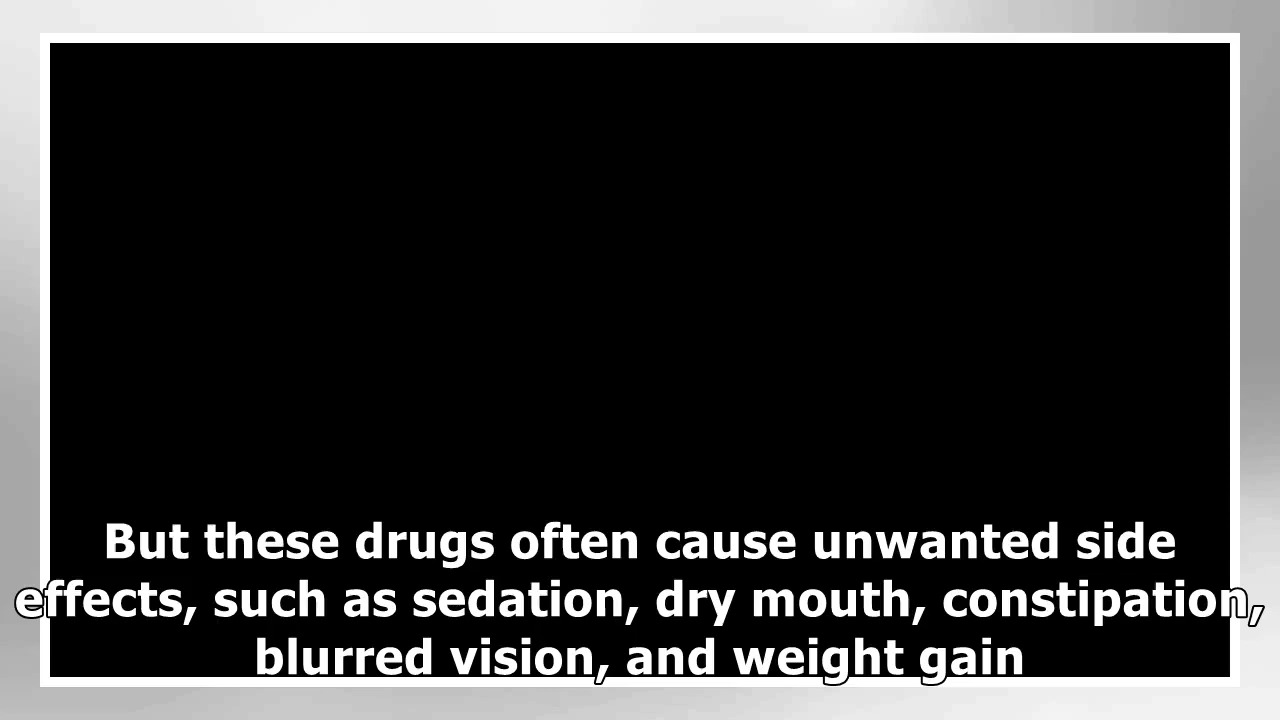 But these drugs often cause unwanted side
effects, such as sedation, dry mouth, constipation,
blurred vision, and weight gain